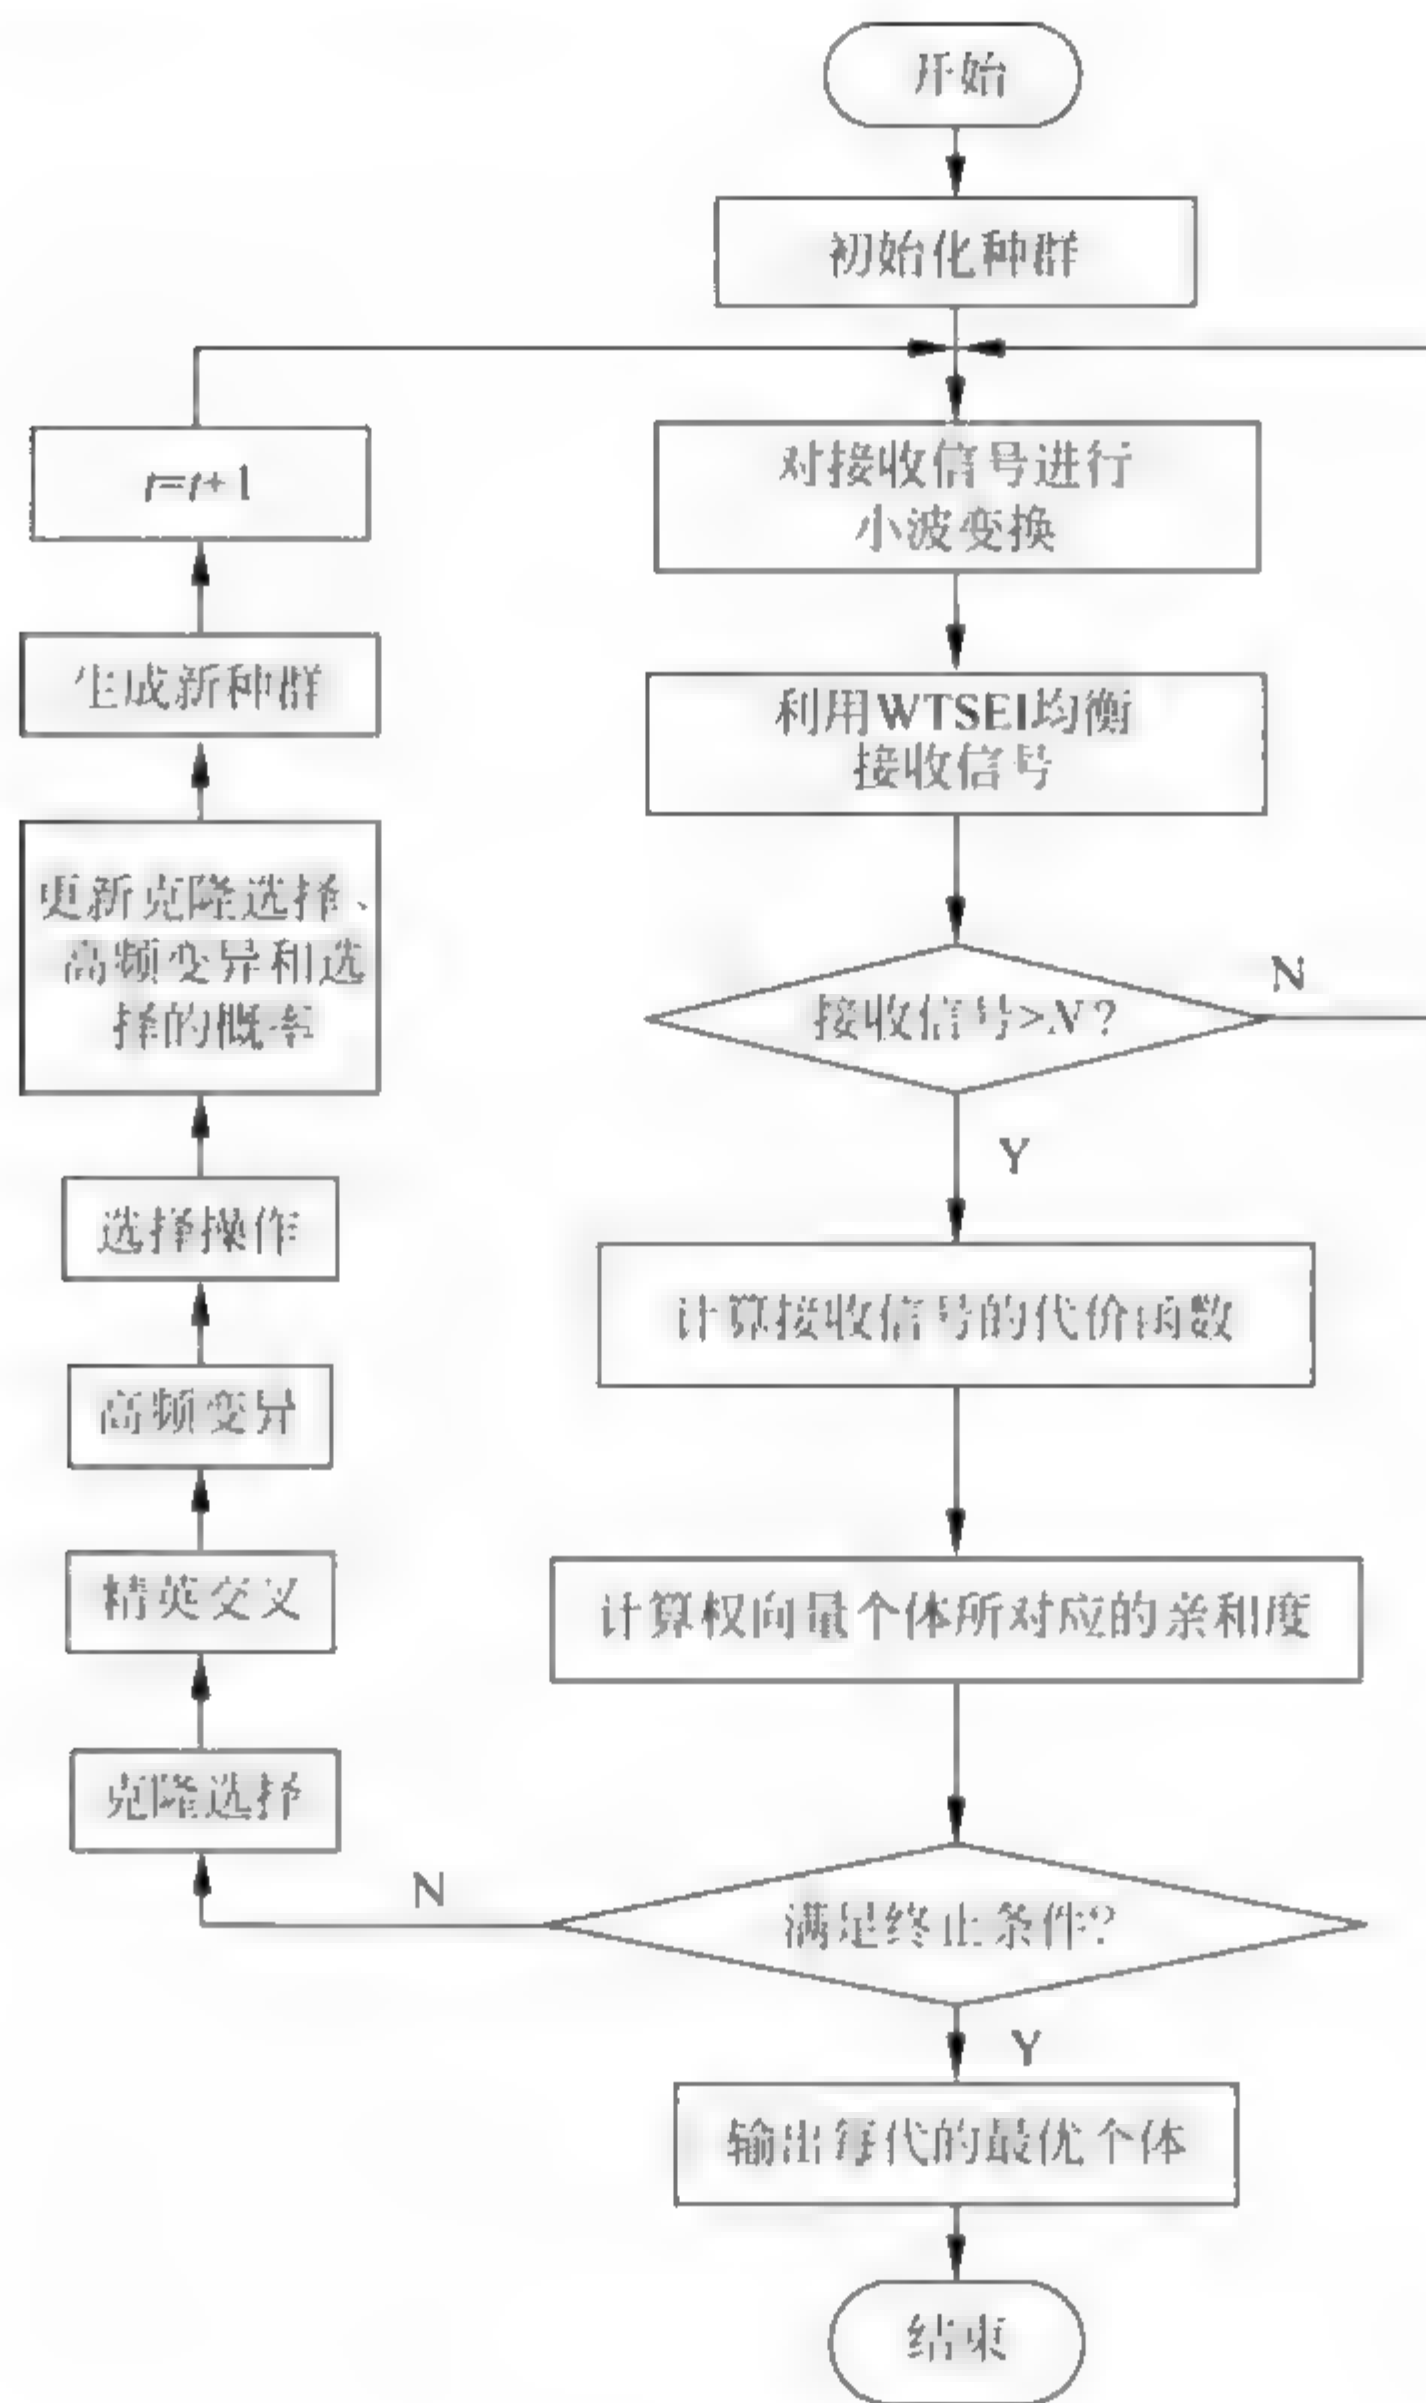 开始
初始化种群
对接收信号进行
小波变换
利用WTSEI均衡
接收信号
接收信号>N?
N
Y
计算接收信号的代价函数
计算权向量个体所对应的亲和度
满足终止条件?
N
Y
输出每代的最优个体
结束
克隆选择
精英交叉
高频变异
选择操作
更新克隆选择、
高频变异和选
择的概率
生成新种群
t=t+1